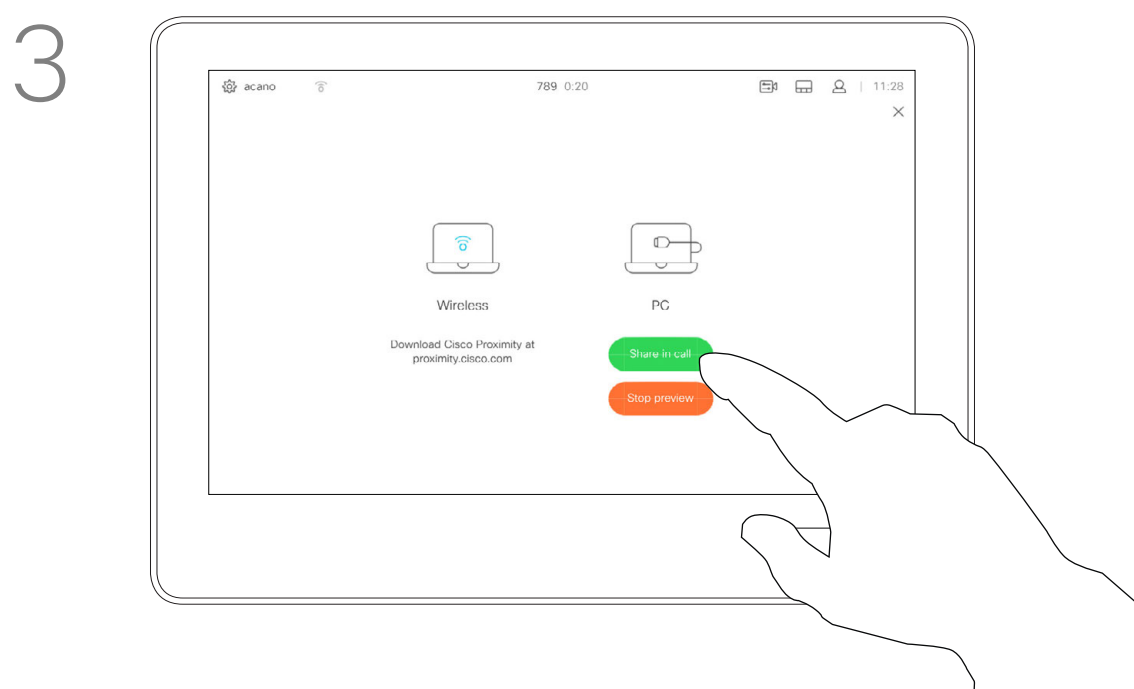 3
acano 789 0:20 11:28
Wireless PC
Download Cisco Proximity at
proximity.cisco.com
Share in call
Stop preview